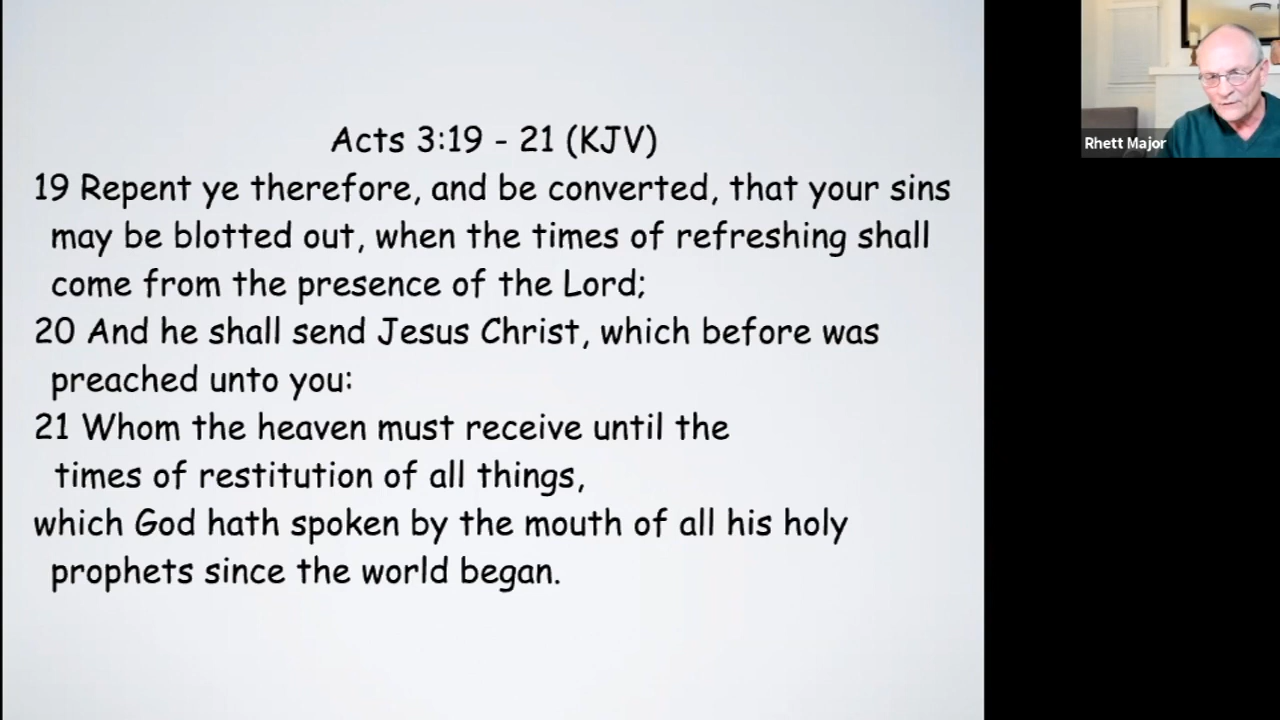 Acts 3:19 - 21 (KJV)
19 Repent ye therefore, and be converted, that your sins
may be blotted out, when the times of refreshing shall
come from the presence of the Lord;
20 And he shall send Jesus Christ, which before was
preached unto you:
21 Whom the heaven must receive until the
times of restitution of all things,
which God hath spoken by the mouth of all his holy
prophets since the world began.
Rhett Major